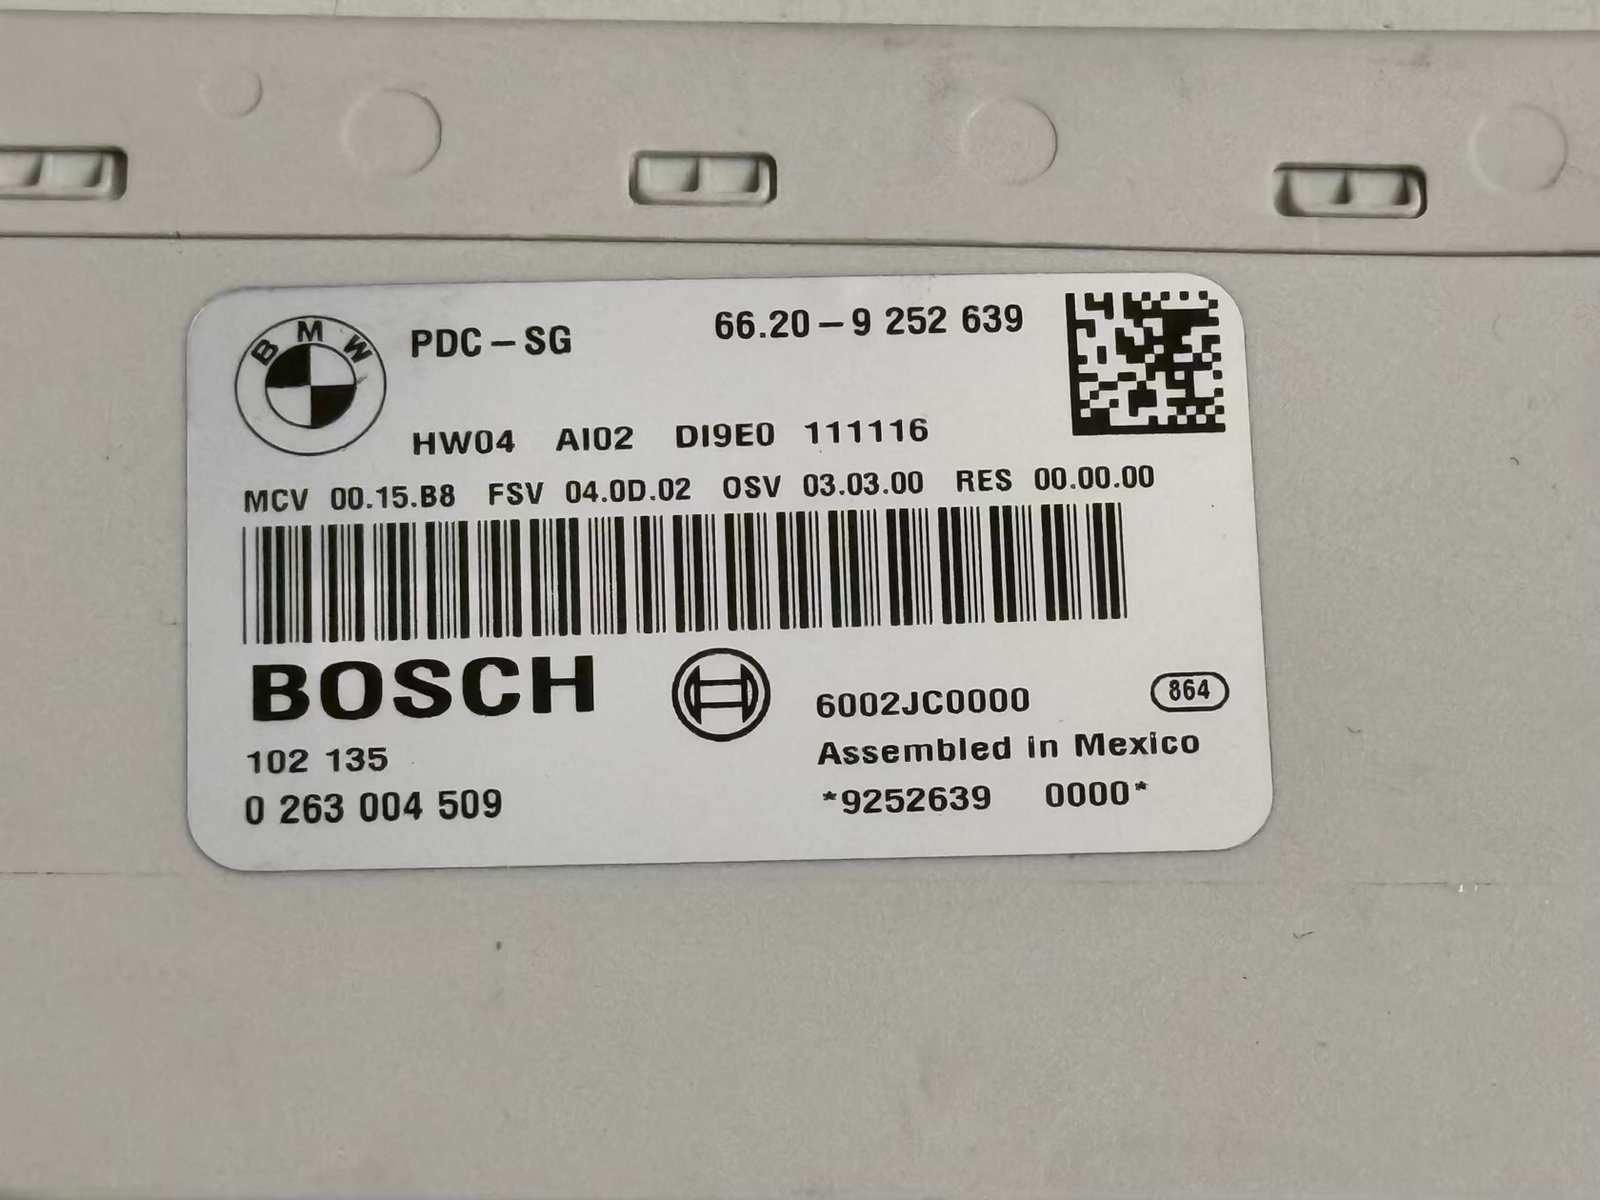 BMW
PDC-SG 66.20-9 252 639
HW04 AI02 DI9E0 111116
MCV 00.15.B8 FSV 04.0D.02 OSV 03.03.00 RES 00.00.00
BOSCH
6002JC0000 864
102 135 Assembled in Mexico
0 263 004 509 *9252639 0000*